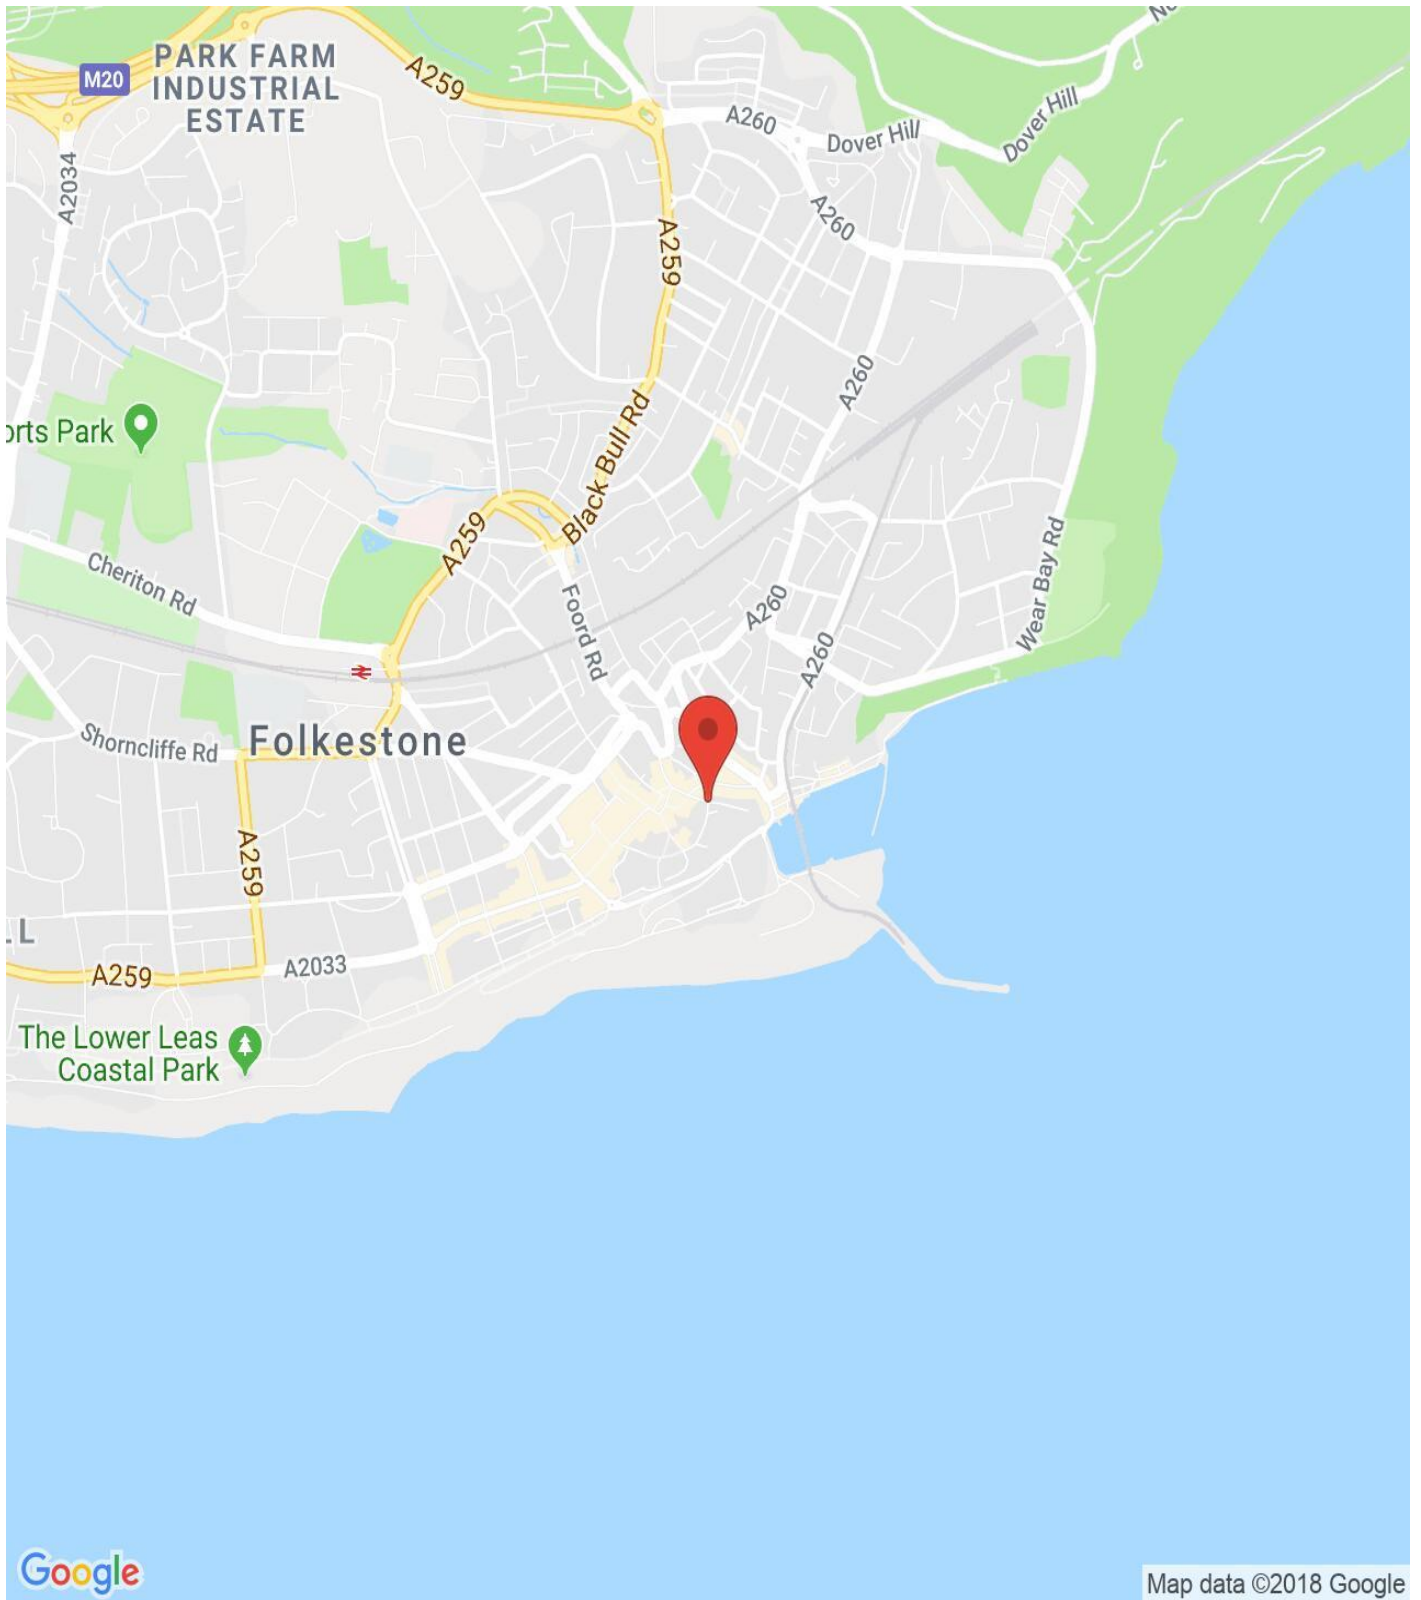 PARK FARM
INDUSTRIAL
ESTATE
M20
A259
A260
Dover Hill
Dover Hill
A2034
A260
A259
A260
orts Park
Black Bull Rd
A259
Cheriton Rd
Wear Bay Rd
Foord Rd
A260
A260
Shorncliffe Rd
Folkestone
A259
LL
A259
A2033
The Lower Leas
Coastal Park
Google
Map data ©2018 Google